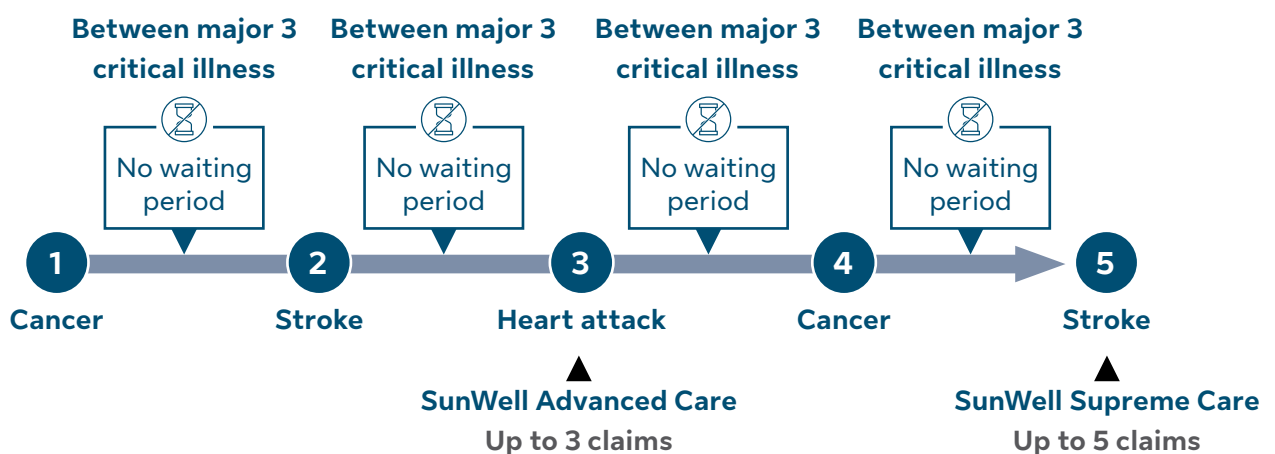 Between major 3
critical illness
Between major 3
critical illness
Between major 3
critical illness
Between major 3
critical illness
No waiting
period
No waiting
period
No waiting
period
No waiting
period
1
2
3
4
5
Cancer
Stroke
Heart attack
Cancer
Stroke
SunWell Advanced Care
Up to 3 claims
SunWell Supreme Care
Up to 5 claims